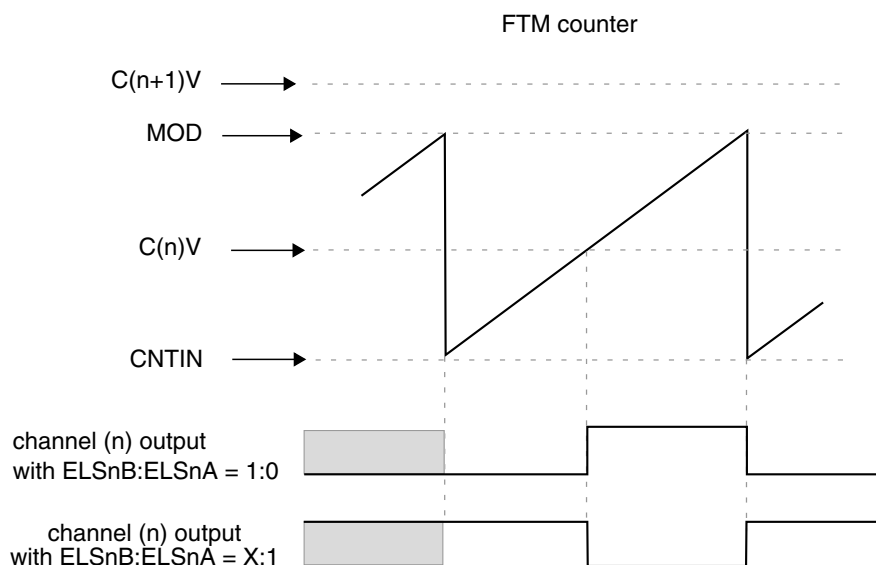 FTM counter
C(n+1)V
MOD
C(n)V
CNTIN
channel (n) output
with ELSnB:ELSnA = 1:0
channel (n) output
with ELSnB:ELSnA = X:1